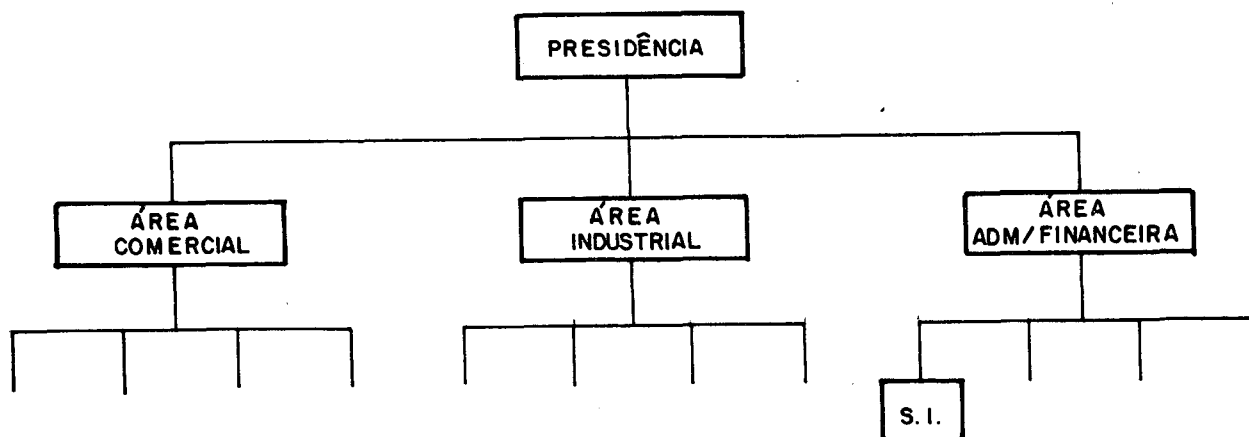 PRESIDÊNCIA
ÁREA
COMERCIAL
ÁREA
INDUSTRIAL
ÁREA
ADM/FINANCEIRA
S. I.